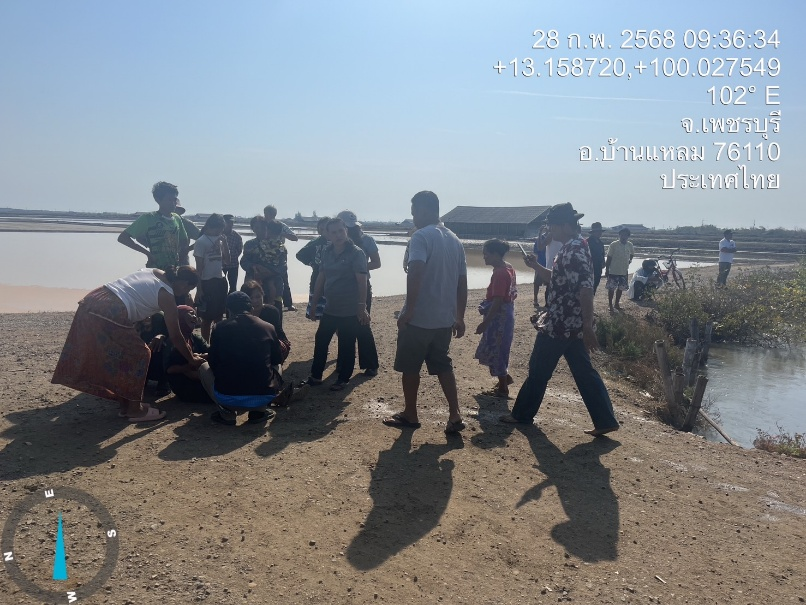 28 ก.พ. 2568 09:36:34
+13.158720,+100.027549
102° E
จ.เพชรบุรี
อ.บ้านแหลม 76110
ประเทศไทย
E
S
N
W